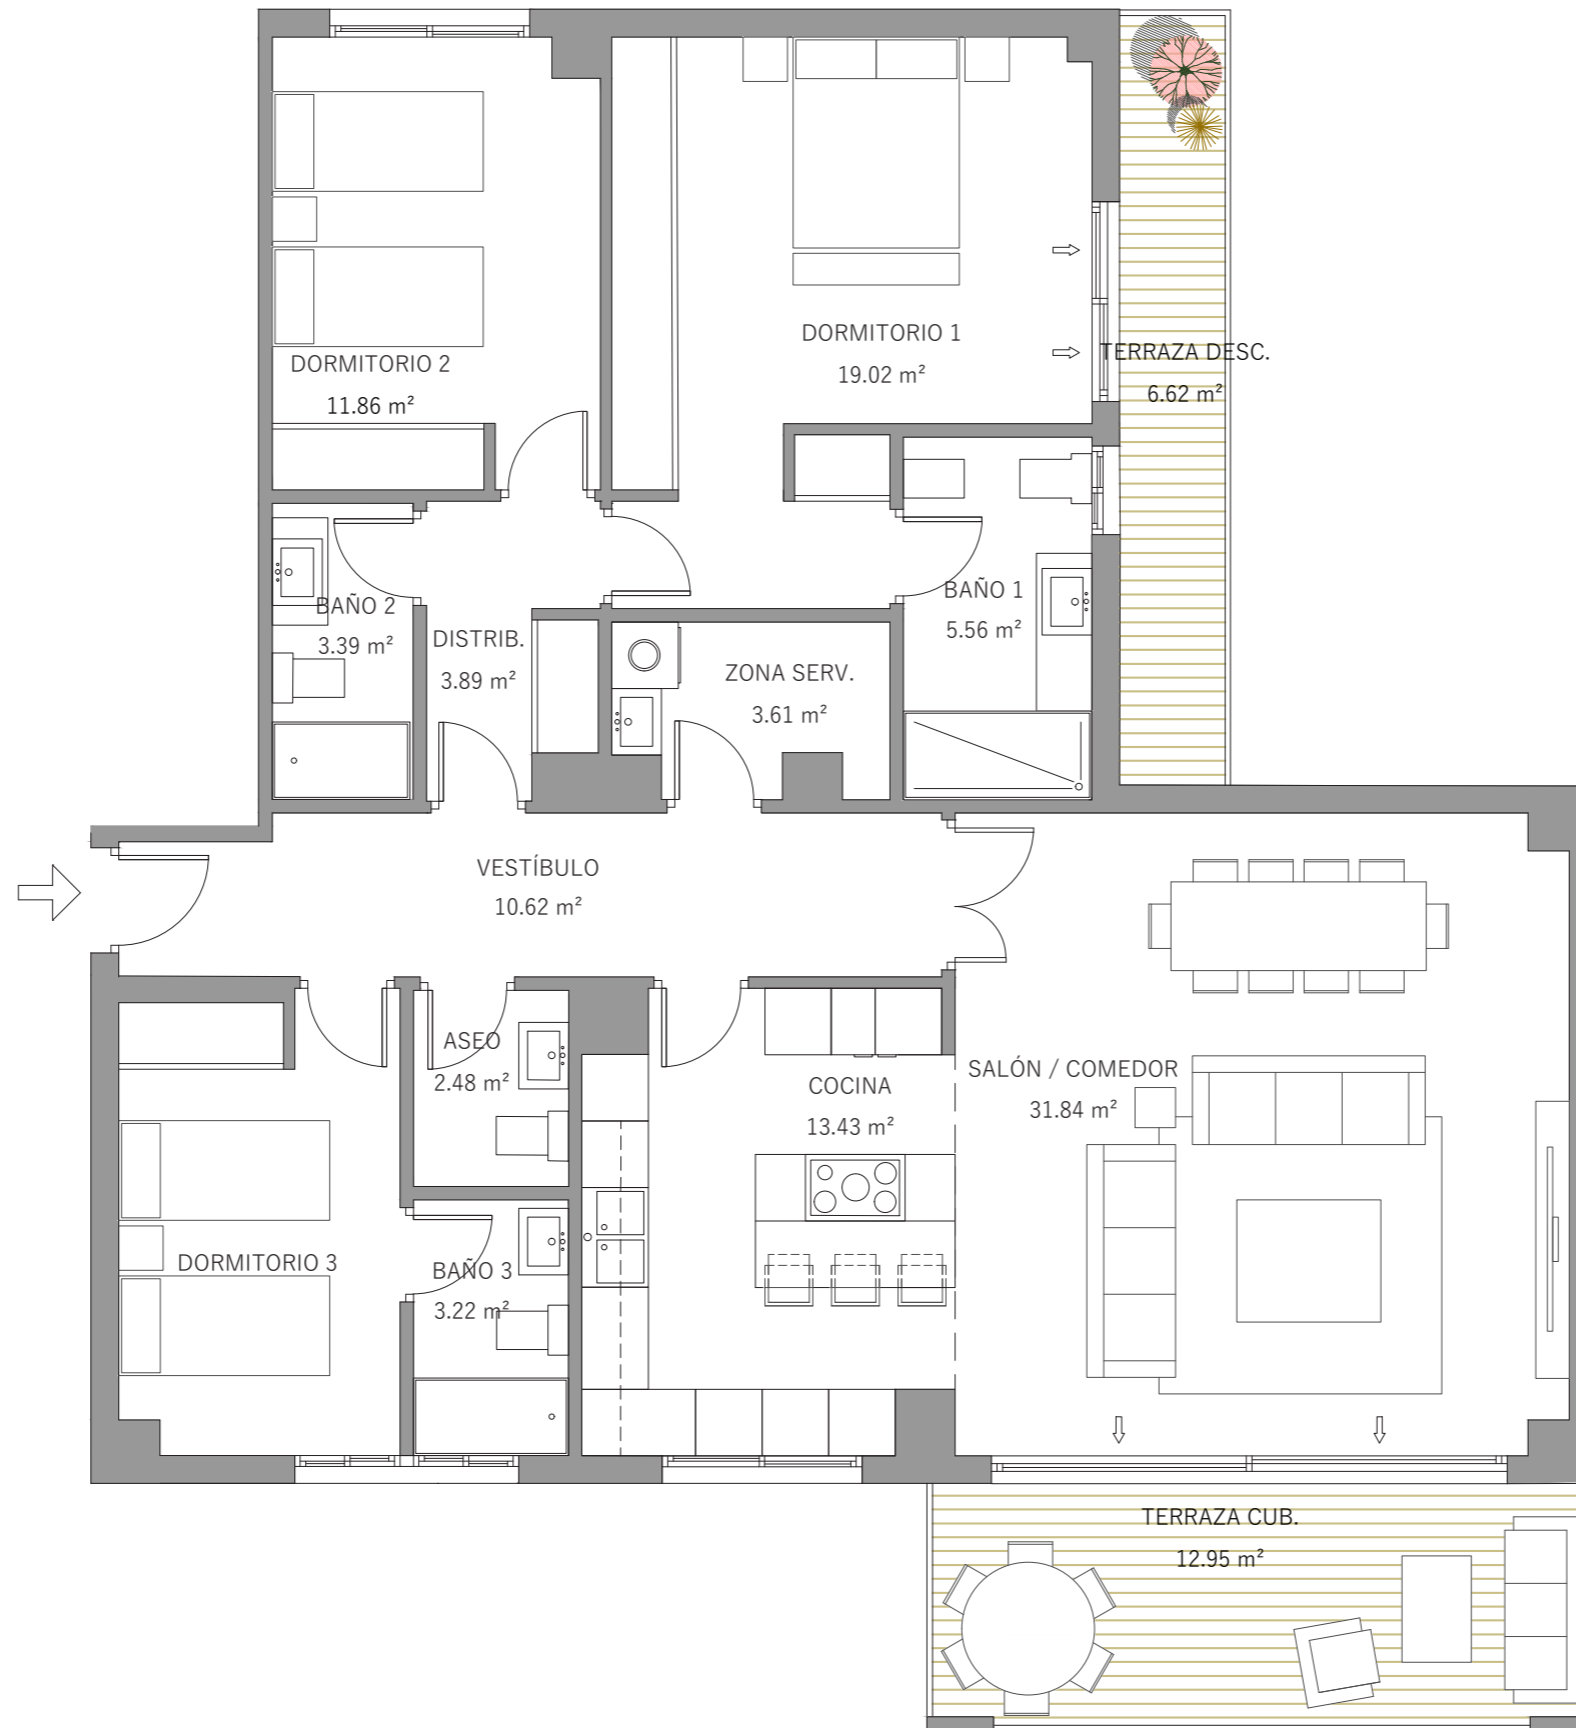 DORMITORIO 1
19.02 m²
DORMITORIO 2
11.86 m²
TERRAZA DESC.
6.62 m²
BAÑO 2
3.39 m²
DISTRIB.
3.89 m²
ZONA SERV.
3.61 m²
BAÑO 1
5.56 m²
VESTÍBULO
10.62 m²
ASEO
2.48 m²
COCINA
13.43 m²
SALÓN / COMEDOR
31.84 m²
DORMITORIO 3
BAÑO 3
3.22 m²
TERRAZA CUB.
12.95 m²